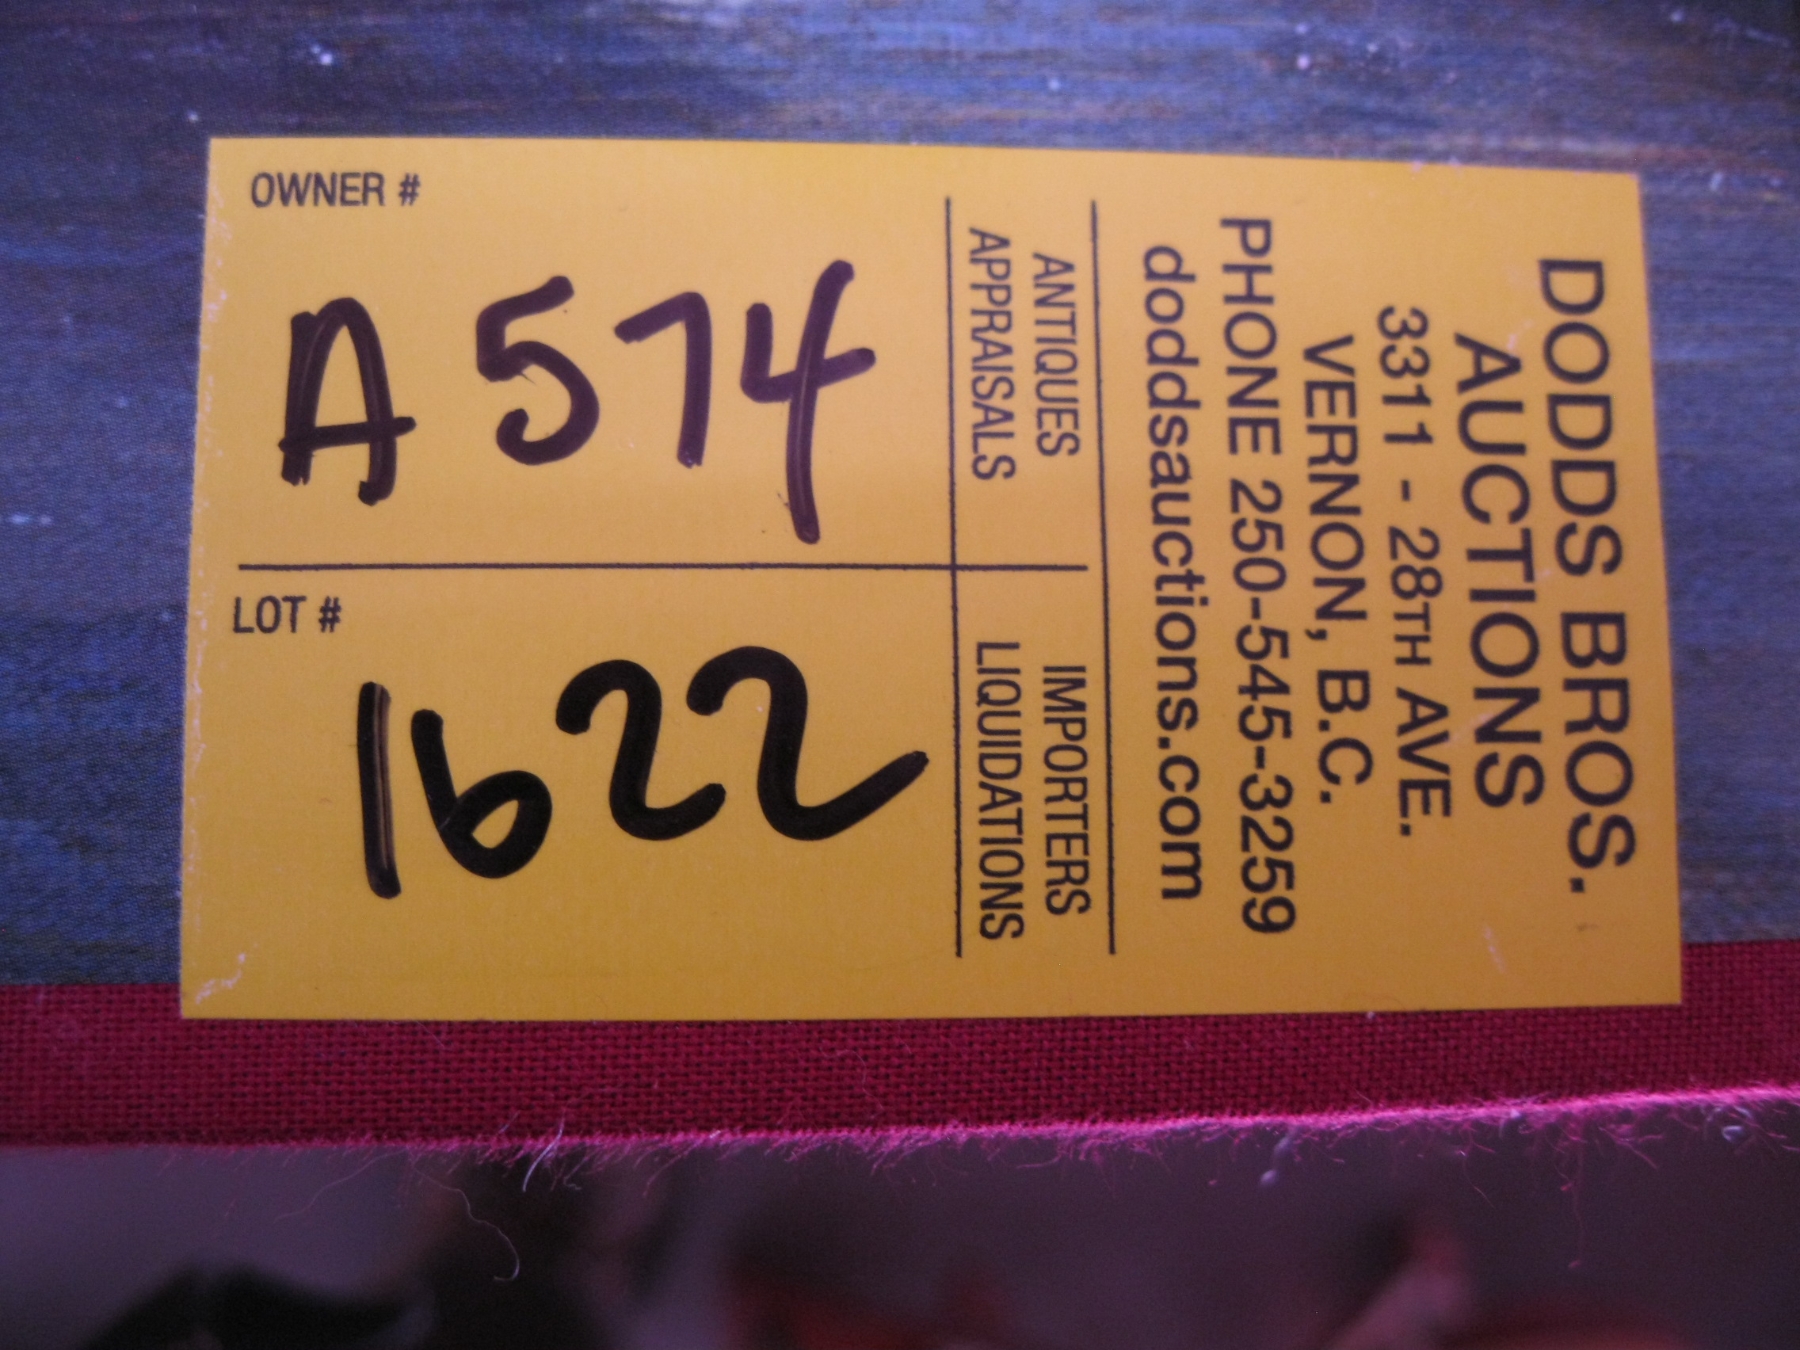 OWNER #
A574
LOT #
1622
ANTIQUES
APPRAISALS
IMPORTERS
LIQUIDATIONS
DODDS BROS.
AUCTIONS
3311 - 28TH AVE.
VERNON, B.C.
PHONE 250-545-3259
doddsauctions.com